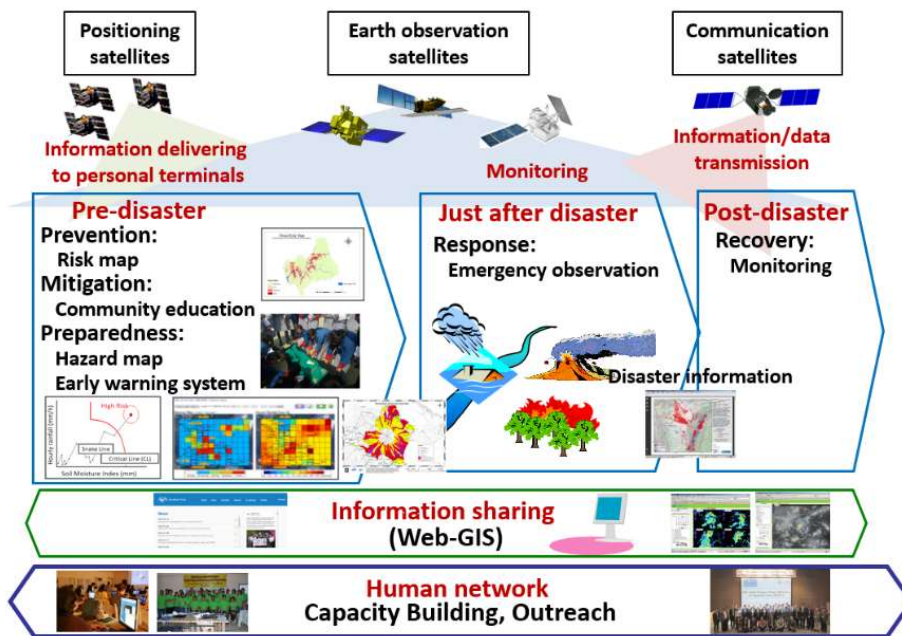 Positioning
satellites
Earth observation
satellites
Communication
satellites
Information delivering
to personal terminals
Monitoring
Information/data
transmission
Pre-disaster
Prevention:
Risk map
Mitigation:
Community education
Preparedness:
Hazard map
Early warning system
High Risk
Snake Line
Critical Line (CL)
Hourly rainfall (mm/h)
Soil Moisture Index (mm)
Just after disaster
Response:
Emergency observation
Disaster information
Post-disaster
Recovery:
Monitoring
Information sharing
(Web-GIS)
Human network
Capacity Building, Outreach